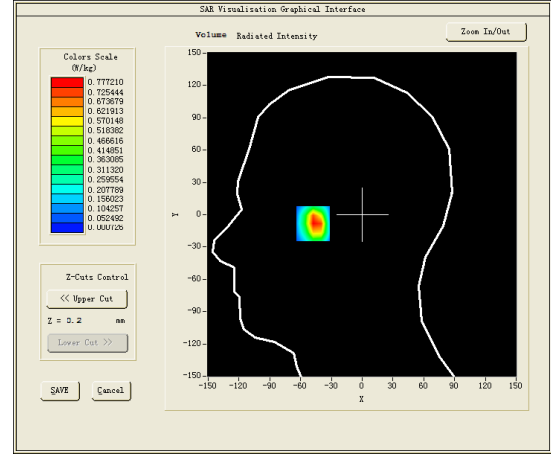 SAR Visualisation Graphical Interface
Volume Radiated Intensity
Zoom In/Out
Colors Scale
(W/kg)
0.777210
0.725444
0.673679
0.621913
0.570148
0.518382
0.466616
0.414851
0.363085
0.311320
0.259554
0.207789
0.156023
0.104257
0.052492
0.000726
Z-Cuts Control
<< Upper Cut
Z = 0.2 mm
Lower Cut >>
SAVE Cancel
150
120
90
60
30
Y 0
-30
-60
-90
-120
-150
-150 -120 -90 -60 -30 0 30 60 90 120 150
X